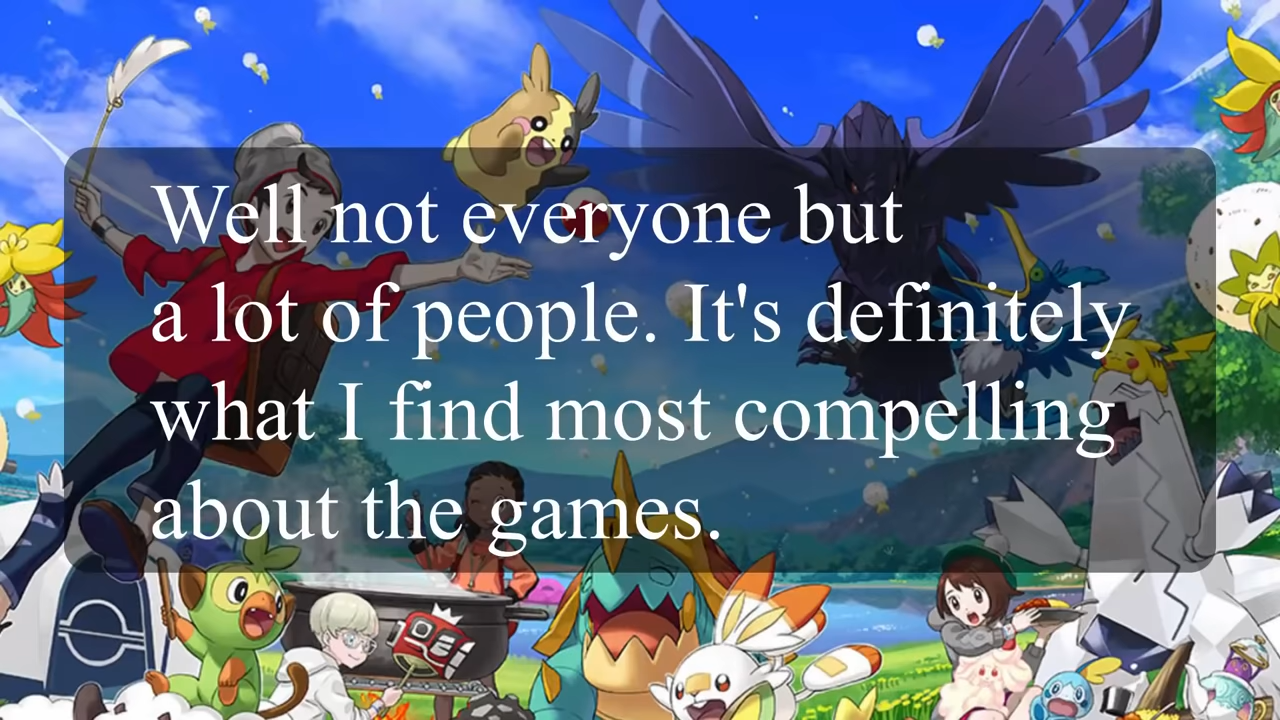 Well not everyone but
a lot of people. It's definitely
what I find most compelling
about the games.